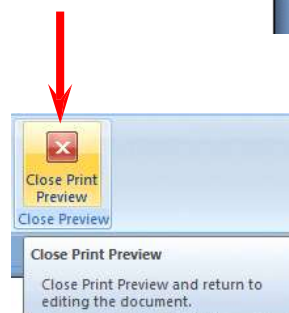 Close Print
Preview
Close Preview
Close Print Preview
Close Print Preview and return to
editing the document.